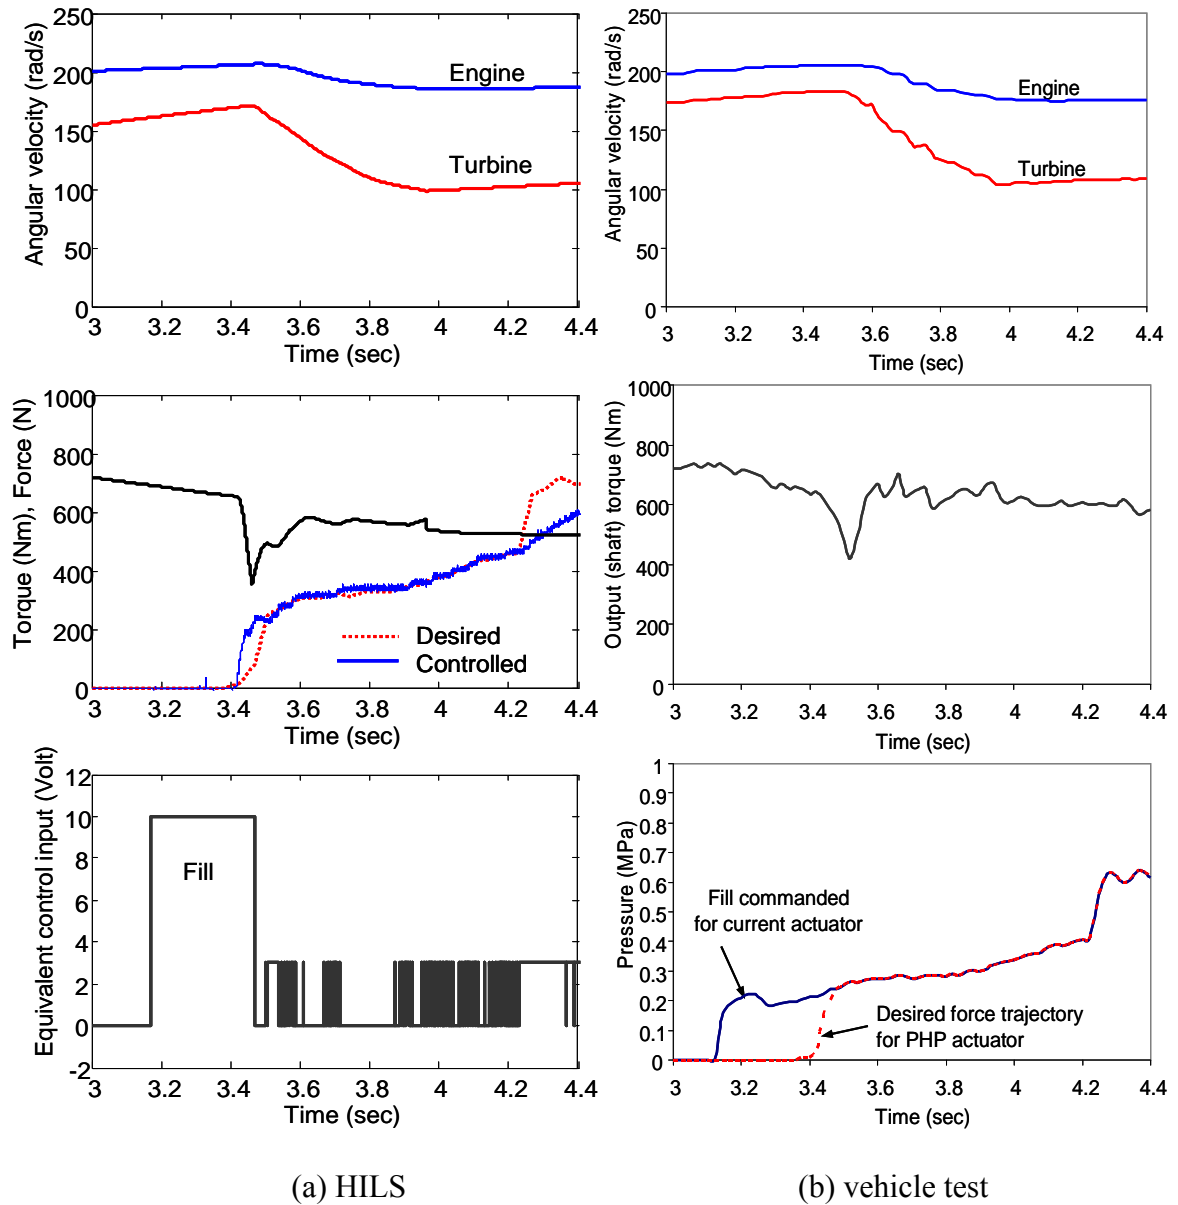 250
200
150
100
50
0
Angular velocity (rad/s)
Engine
Turbine
3 3.2 3.4 3.6 3.8 4 4.2 4.4
Time (sec)
250
200
150
100
50
0
Angular velocity (rad/s)
Engine
Turbine
3 3.2 3.4 3.6 3.8 4 4.2 4.4
Time (sec)
1000
800
600
400
200
0
Torque (Nm), Force (N)
Desired
Controlled
3 3.2 3.4 3.6 3.8 4 4.2 4.4
Time (sec)
1000
800
600
400
200
0
Output (shaft) torque (Nm)
3 3.2 3.4 3.6 3.8 4 4.2 4.4
Time (sec)
12
10
8
6
4
2
0
-2
Equivalent control input (Volt)
Fill
3 3.2 3.4 3.6 3.8 4 4.2 4.4
Time (sec)
1
0.9
0.8
0.7
0.6
0.5
0.4
0.3
0.2
0.1
0
Pressure (MPa)
Fill commanded
for current actuator
Desired force trajectory
for PHP actuator
3 3.2 3.4 3.6 3.8 4 4.2 4.4
Time (sec)
(a) HILS
(b) vehicle test